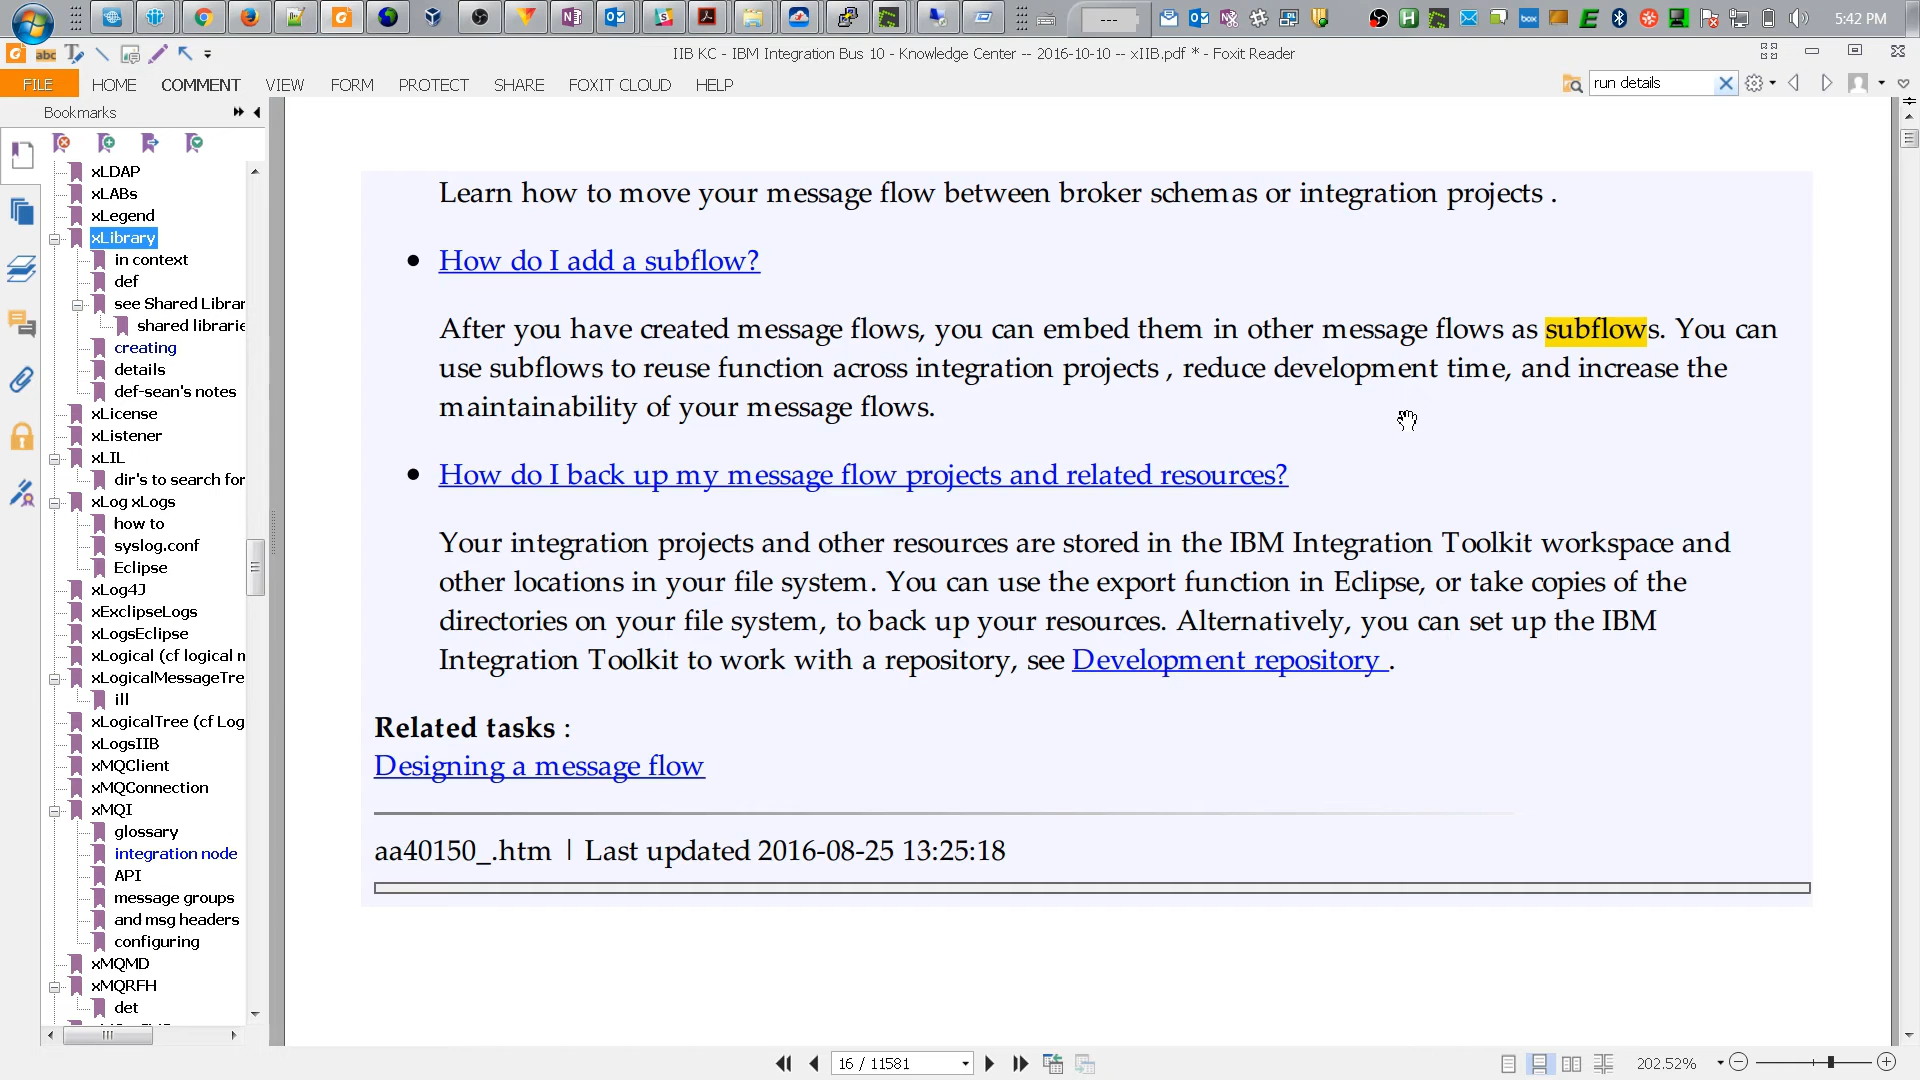 5:42 PM
IIB KC - IBM Integration Bus 10 - Knowledge Center -- 2016-10-10 -- xIIB.pdf * - Foxit Reader
FILE HOME COMMENT VIEW FORM PROTECT SHARE FOXIT CLOUD HELP run details
Bookmarks
xLDAP
xLABs
xLegend
xLibrary
in context
def
see Shared Librar
shared librarie
creating
details
def-sean's notes
xLicense
xListener
xLIL
dir's to search for
xLog xLogs
how to
syslog.conf
Eclipse
xLog4J
xExclipseLogs
xLogsEclipse
xLogical (cf logical m
xLogicalMessageTre
ill
xLogicalTree (cf Log
xLogsIIB
xMQClient
xMQConnection
xMQI
glossary
integration node
API
message groups
and msg headers
configuring
xMQMD
xMQRFH
det
Learn how to move your message flow between broker schemas or integration projects .
• How do I add a subflow?
After you have created message flows, you can embed them in other message flows as subflows. You can
use subflows to reuse function across integration projects , reduce development time, and increase the
maintainability of your message flows.
• How do I back up my message flow projects and related resources?
Your integration projects and other resources are stored in the IBM Integration Toolkit workspace and
other locations in your file system. You can use the export function in Eclipse, or take copies of the
directories on your file system, to back up your resources. Alternatively, you can set up the IBM
Integration Toolkit to work with a repository, see Development repository .
Related tasks :
Designing a message flow
aa40150_.htm | Last updated 2016-08-25 13:25:18
16 / 11581
202.52%